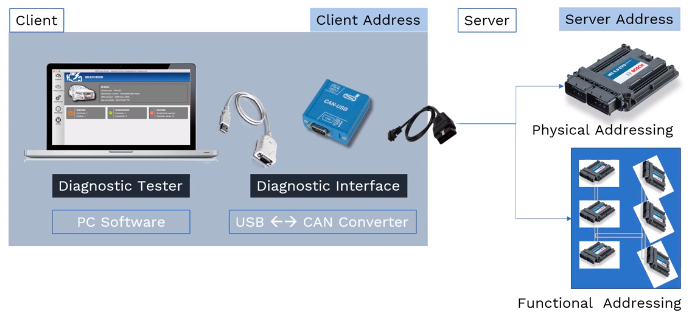 Client
Client Address
Server
Server Address
CAN-USB
BOSCH
Physical Addressing
Diagnostic Tester
Diagnostic Interface
PC Software
USB <--> CAN Converter
Functional Addressing